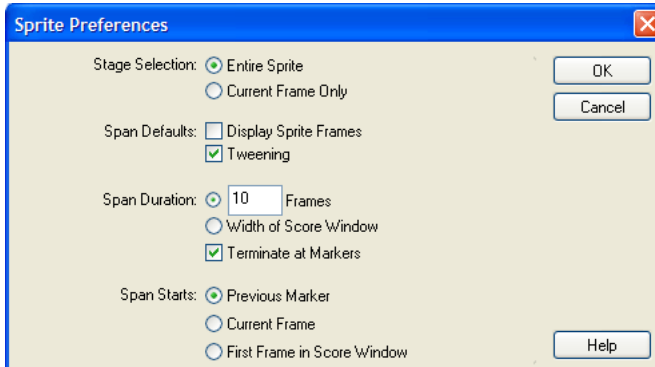 Sprite Preferences
Stage Selection: Entire Sprite
OK
Current Frame Only
Cancel
Span Defaults: Display Sprite Frames
Tweening
Span Duration: 10 Frames
Width of Score Window
Terminate at Markers
Span Starts: Previous Marker
Current Frame
Help
First Frame in Score Window